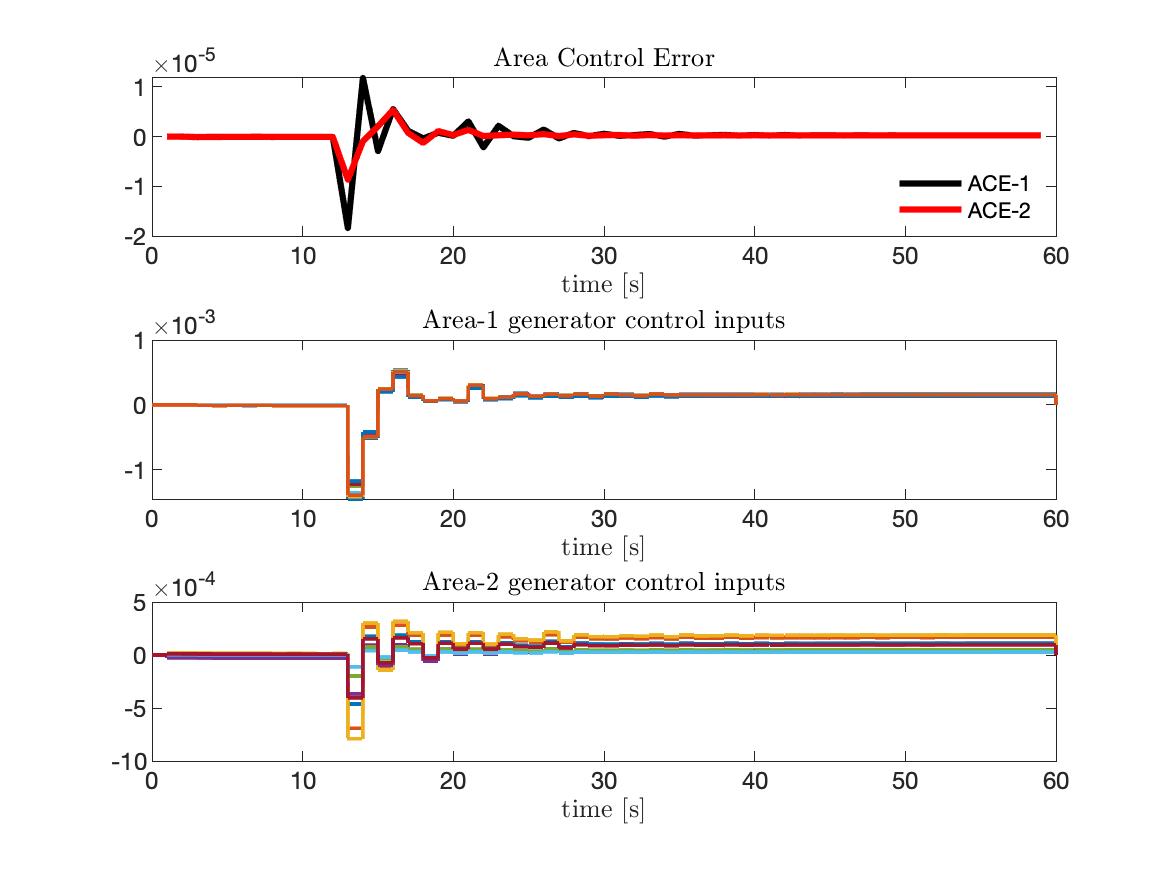 ×10^-5
Area Control Error
1
0
-1
-2
ACE-1
ACE-2
0 10 20 30 40 50 60
time [s]
×10^-3
Area-1 generator control inputs
1
0
-1
0 10 20 30 40 50 60
time [s]
×10^-4
Area-2 generator control inputs
5
0
-5
-10
0 10 20 30 40 50 60
time [s]